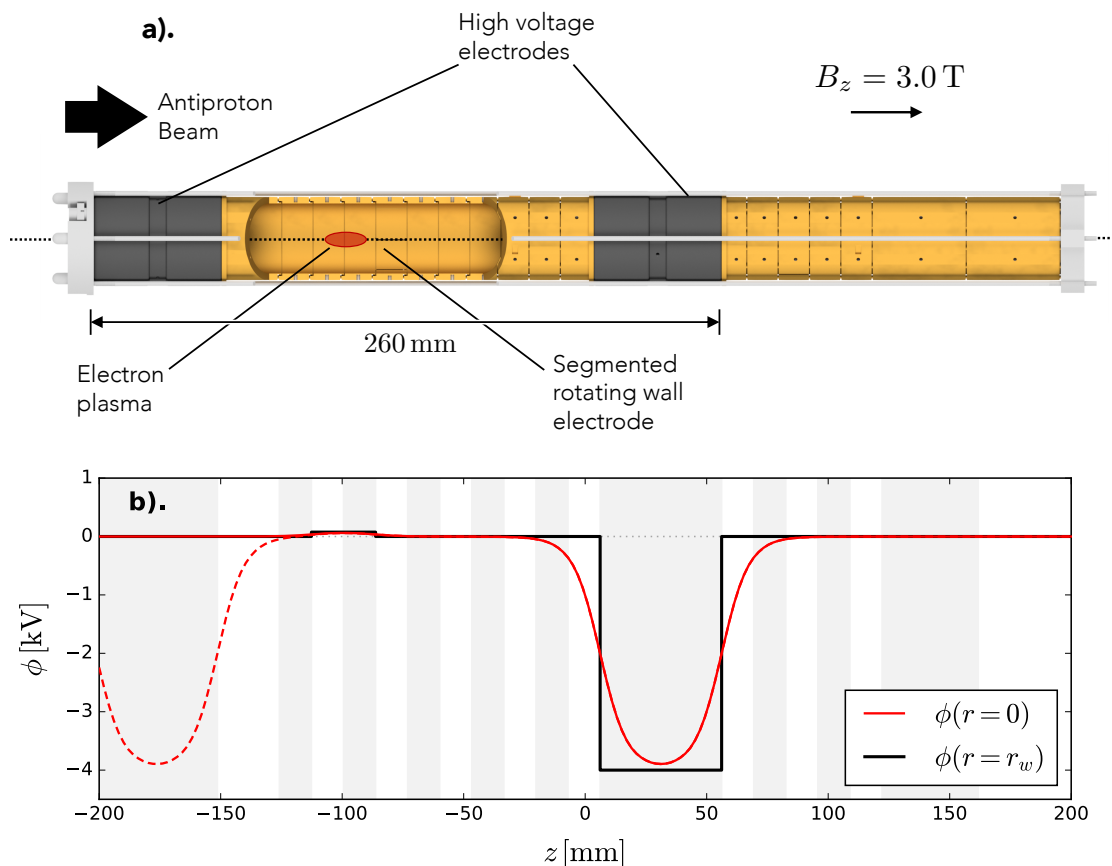 a).
High voltage
electrodes
B_z = 3.0 T
Antiproton
Beam
260 mm
Electron
plasma
Segmented
rotating wall
electrode
b).
ϕ [kV]
1
0
−1
−2
−3
−4
ϕ(r = 0)
ϕ(r = r_w)
−200 −150 −100 −50 0 50 100 150 200
z [mm]